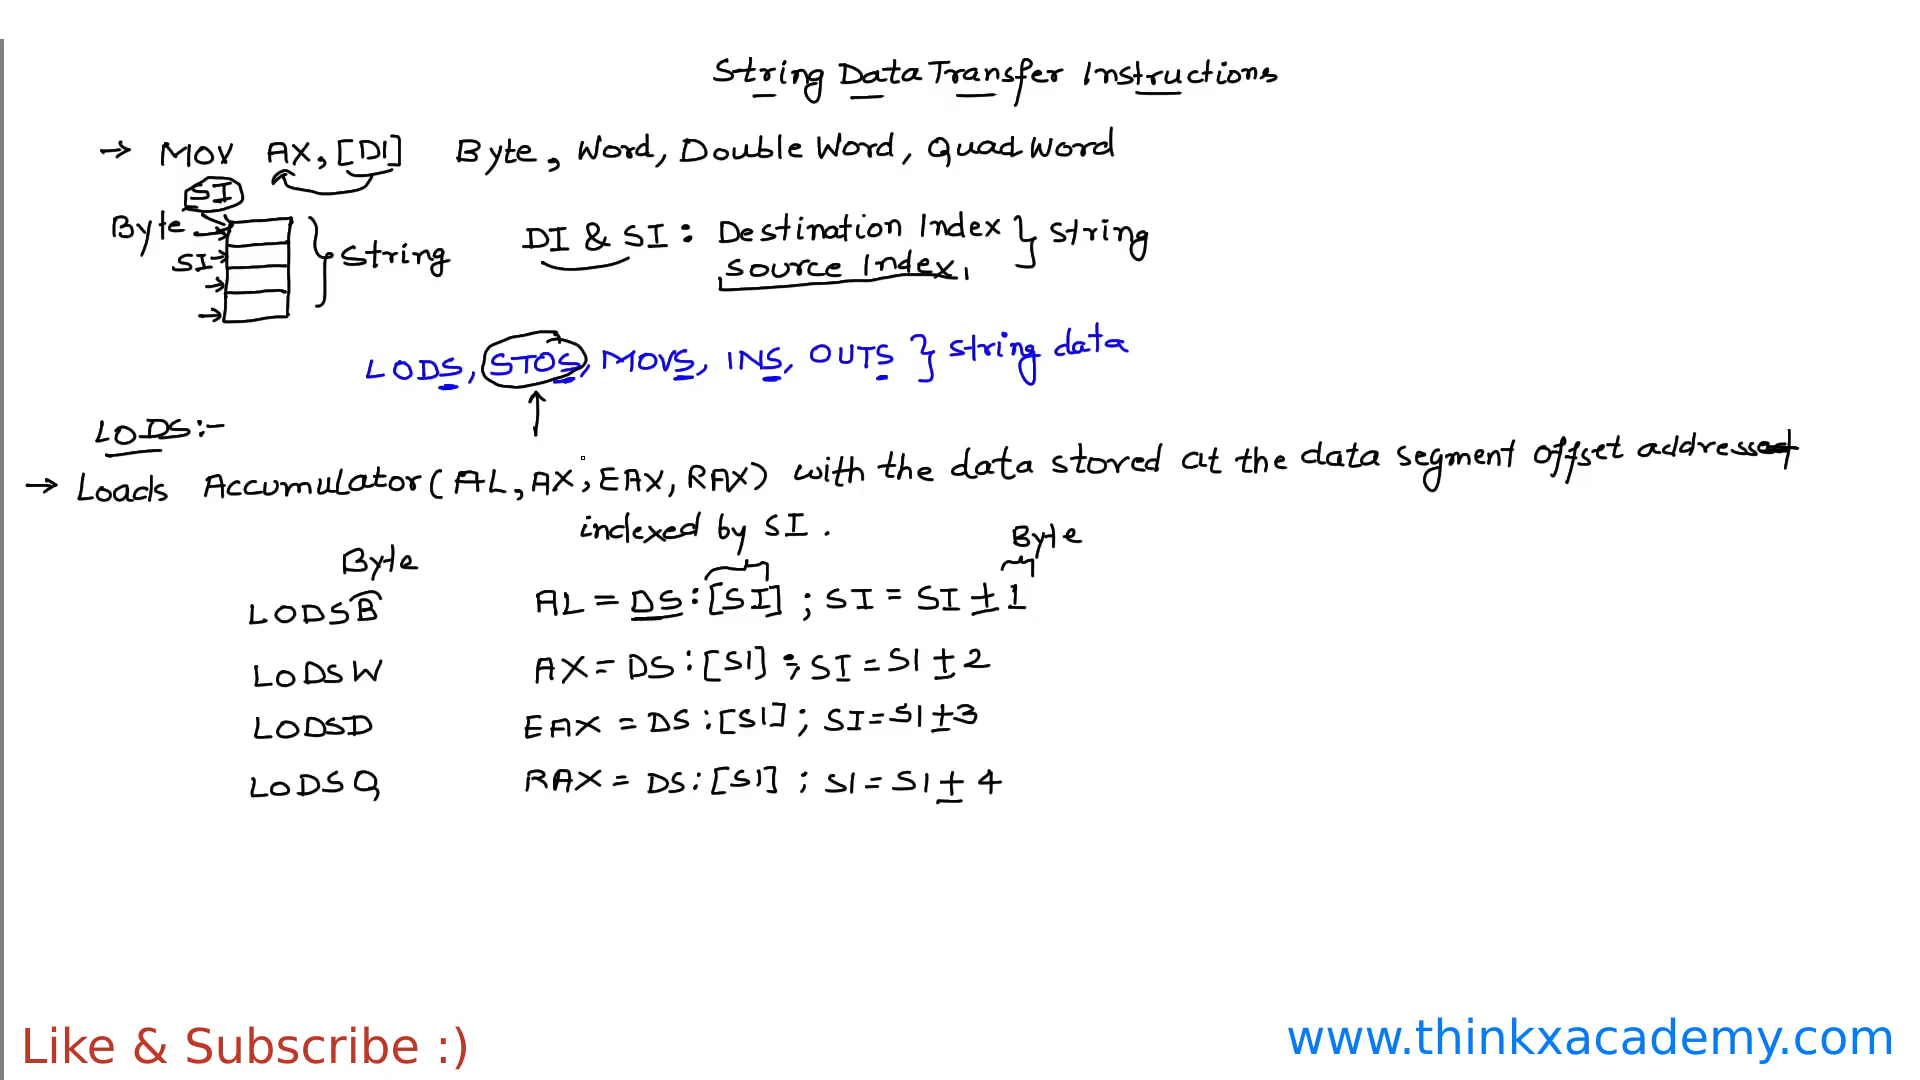 String Data Transfer Instructions
→ MOV AX, [DI] Byte, Word, Double Word, Quad Word
SI
Byte
SI
} string
DI & SI : Destination Index
Source Index,
} string
LODS, STOS, MOVS, INS, OUTS } string data
LODS:-
→ Loads Accumulator (AL, AX, EAX, RAX) with the data stored at the data segment offset address
indexed by SI.
Byte
Byte
LODSB AL = DS:[SI] ; SI = SI ± 1
LODSW AX = DS:[SI] ; SI = SI ± 2
LODSD EAX = DS:[SI] ; SI = SI ± 3
LODSQ RAX = DS:[SI] ; SI = SI ± 4
Like & Subscribe :)
www.thinkxacademy.com